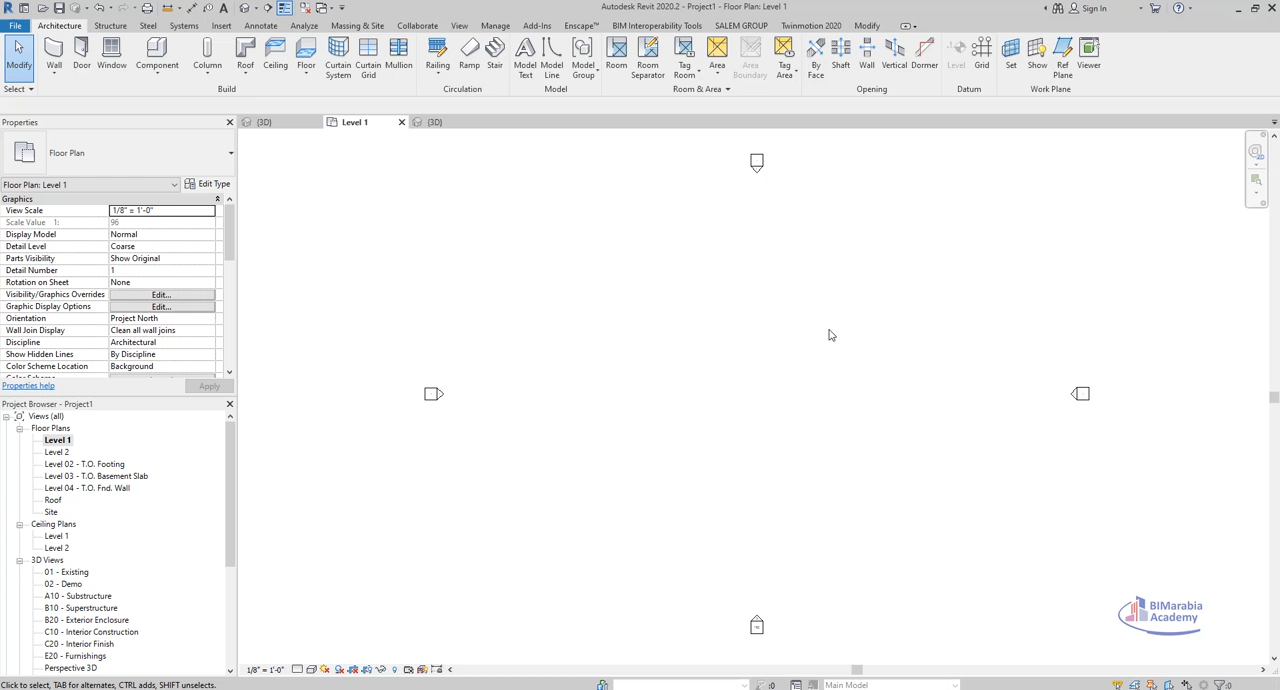 Autodesk Revit 2020.2 - Project1 - Floor Plan: Level 1
Sign In
File Architecture Structure Steel Systems Insert Annotate Analyze Massing & Site Collaborate View Manage Add-Ins Enscape™ BIM Interoperability Tools SALEM GROUP Twinmotion 2020 Modify
Modify Wall Door Window Component Column Roof Ceiling Floor Curtain System Curtain Grid Mullion Railing Ramp Stair Model Text Model Line Model Group Room Room Separator Tag Room Area Area Boundary Tag Area By Face Shaft Wall Vertical Dormer Level Grid Set Show Ref Plane Viewer
Select Build Circulation Model Room & Area Opening Datum Work Plane
Properties
{3D} Level 1 {3D}
Floor Plan
Floor Plan: Level 1 Edit Type
Graphics
View Scale 1/8" = 1'-0"
Scale Value 1: 96
Display Model Normal
Detail Level Coarse
Parts Visibility Show Original
Detail Number 1
Rotation on Sheet None
Visibility/Graphics Overrides Edit...
Graphic Display Options Edit...
Orientation Project North
Wall Join Display Clean all wall joins
Discipline Architectural
Show Hidden Lines By Discipline
Color Scheme Location Background
Properties help Apply
Project Browser - Project1
Views (all)
Floor Plans
Level 1
Level 2
Level 02 - T.O. Footing
Level 03 - T.O. Basement Slab
Level 04 - T.O. Fnd. Wall
Roof
Site
Ceiling Plans
Level 1
Level 2
3D Views
01 - Existing
02 - Demo
A10 - Substructure
B10 - Superstructure
B20 - Exterior Enclosure
C10 - Interior Construction
C20 - Interior Finish
E20 - Furnishings
Perspective 3D
BIMarabia
Academy
1/8" = 1'-0"
Click to select, TAB for alternates, CTRL adds, SHIFT unselects.
:0 Main Model :0